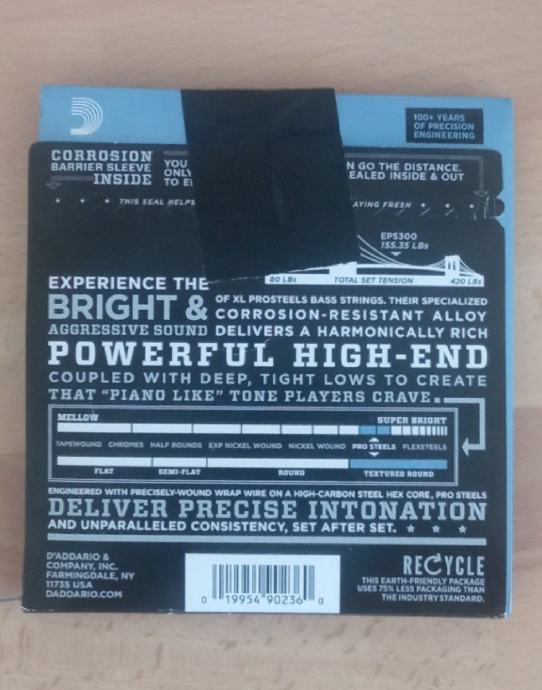 100+ YEARS
OF PRECISION
ENGINEERING
CORROSION
BARRIER SLEEVE
INSIDE
YOU
ONLY
TO E
N GO THE DISTANCE.
EALED INSIDE & OUT
THIS SEAL HELPS
AYING FRESH
EPS300
155.35 LBs
80 LBs TOTAL SET TENSION 420 LBs
EXPERIENCE THE
BRIGHT &
AGGRESSIVE SOUND
OF XL PROSTEELS BASS STRINGS. THEIR SPECIALIZED
CORROSION-RESISTANT ALLOY
DELIVERS A HARMONICALLY RICH
POWERFUL HIGH-END
COUPLED WITH DEEP, TIGHT LOWS TO CREATE
THAT "PIANO LIKE" TONE PLAYERS CRAVE.
MELLOW SUPER BRIGHT
TAPEWOUND CHROMES HALF ROUNDS EXP NICKEL WOUND NICKEL WOUND PRO STEELS FLEXSTEELS
FLAT SEMI-FLAT ROUND TEXTURED ROUND
ENGINEERED WITH PRECISELY-WOUND WRAP WIRE ON A HIGH-CARBON STEEL HEX CORE, PRO STEELS
DELIVER PRECISE INTONATION
AND UNPARALLELED CONSISTENCY, SET AFTER SET.
D'ADDARIO &
COMPANY, INC.
FARMINGDALE, NY
11735 USA
DADDARIO.COM
0 19954 90236 0
RECYCLE
THIS EARTH-FRIENDLY PACKAGE
USES 75% LESS PACKAGING THAN
THE INDUSTRY STANDARD.